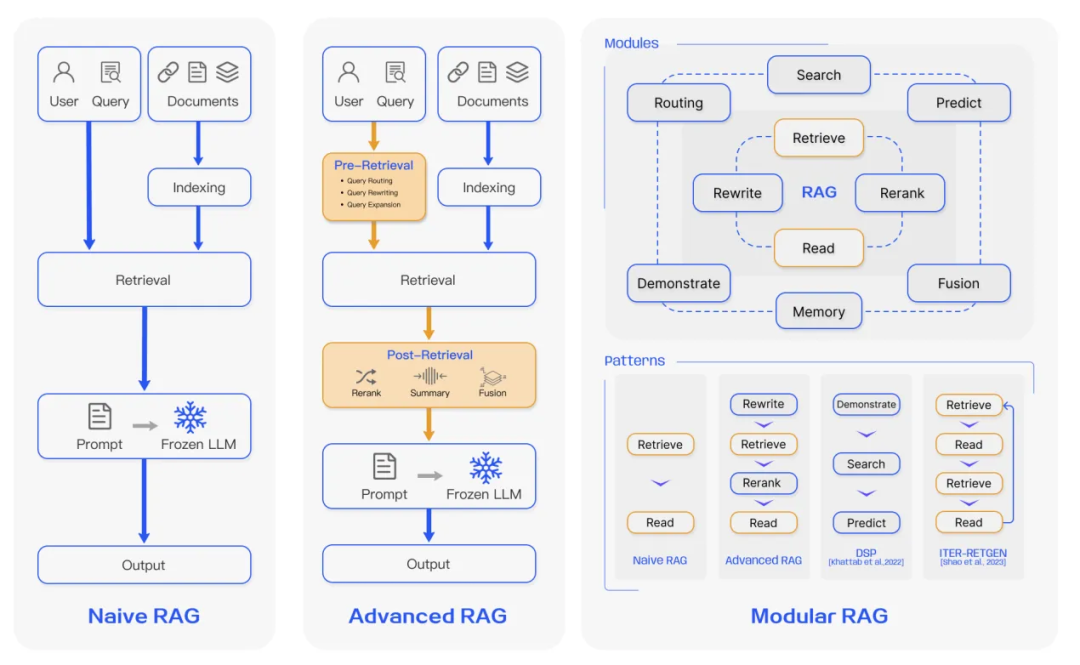 User Query
Documents
Indexing
Retrieval
Prompt
Frozen LLM
Output
Naive RAG
User Query
Documents
Pre-Retrieval
• Query Routing
• Query Rewriting
• Query Expansion
Indexing
Retrieval
Post-Retrieval
Rerank
Summary
Fusion
Prompt
Frozen LLM
Output
Advanced RAG
Modules
Search
Routing
Predict
Retrieve
Rewrite
RAG
Rerank
Read
Demonstrate
Fusion
Memory
Patterns
Retrieve
Read
Naive RAG
Rewrite
Retrieve
Rerank
Read
Advanced RAG
Demonstrate
Search
Predict
DSP
[Khattab et al.,2022]
Retrieve
Read
Retrieve
Read
ITER-RETGEN
[Shao et al., 2023]
Modular RAG